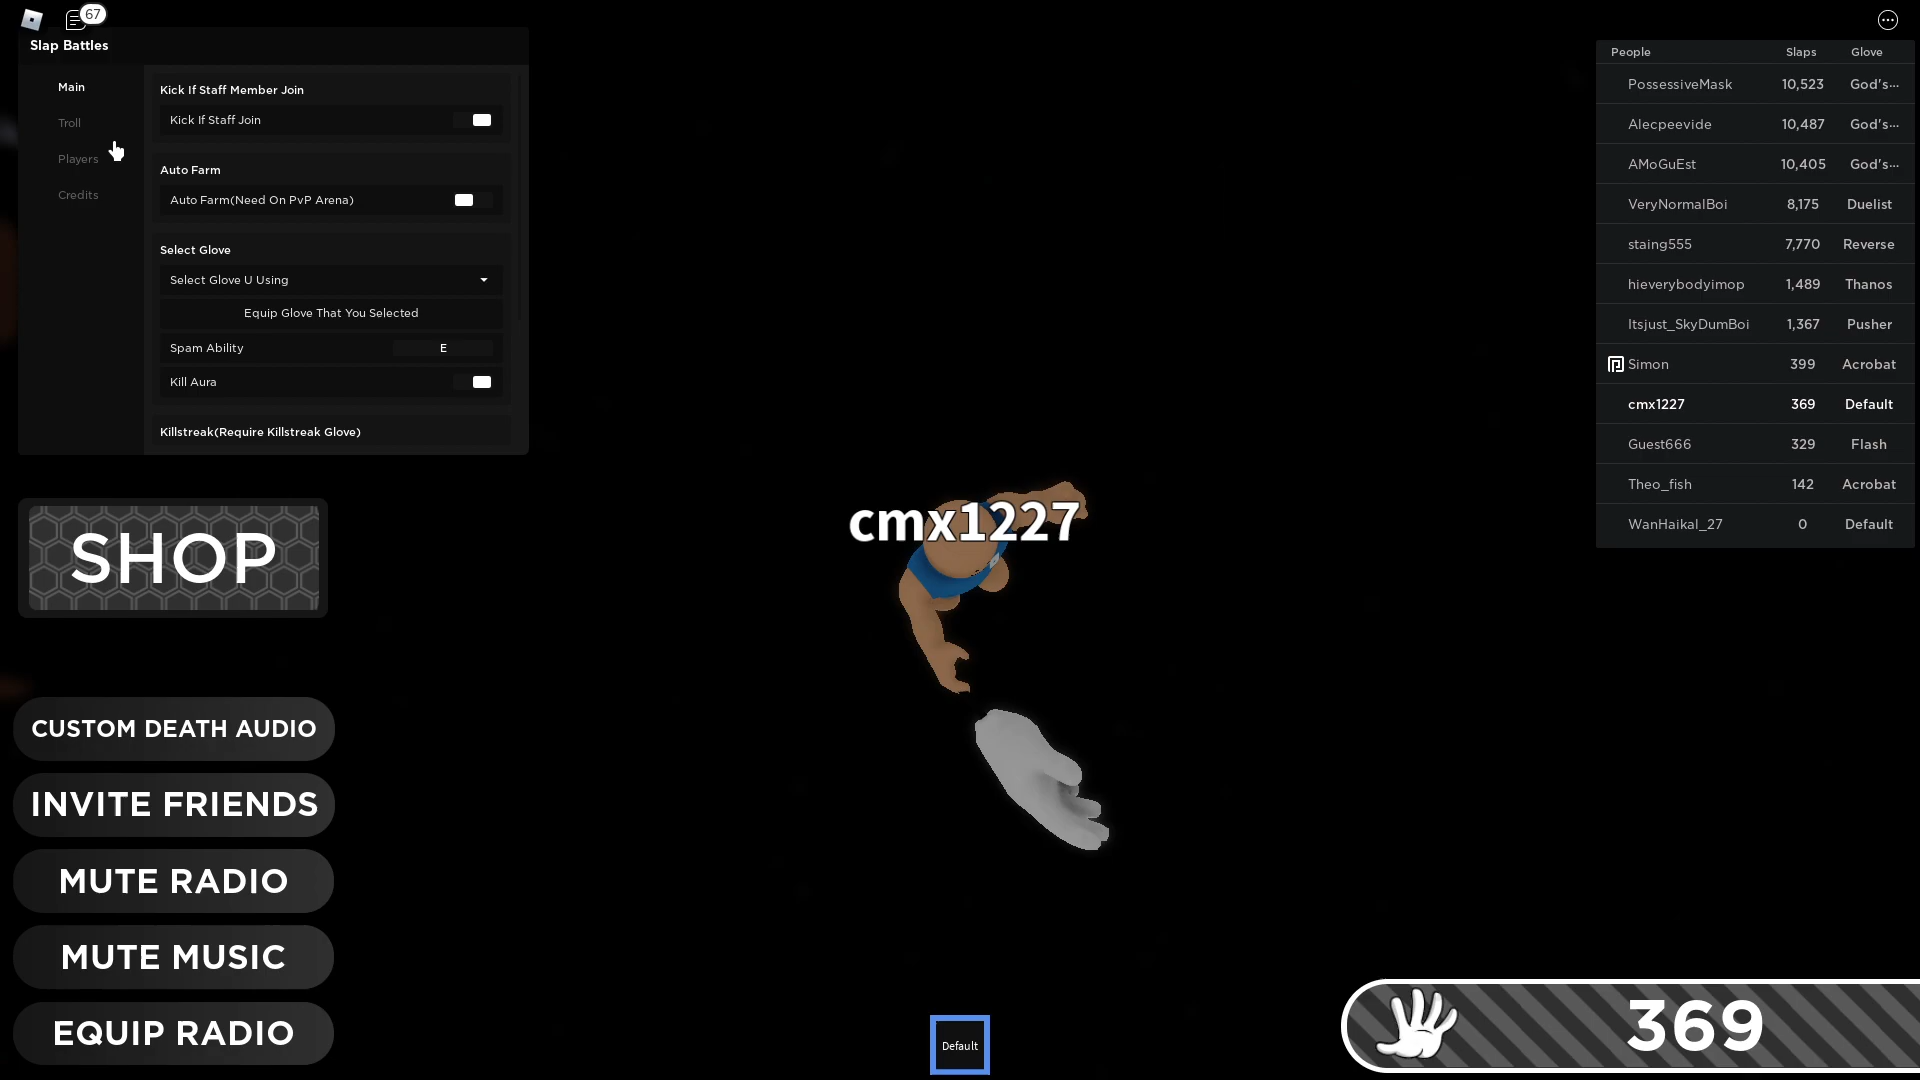 67
Slap Battles
Main
Troll
Players
Credits
Kick If Staff Member Join
Kick If Staff Join
Auto Farm
Auto Farm(Need On PvP Arena)
Select Glove
Select Glove U Using
Equip Glove That You Selected
Spam Ability E
Kill Aura
Killstreak(Require Killstreak Glove)
SHOP
CUSTOM DEATH AUDIO
INVITE FRIENDS
MUTE RADIO
MUTE MUSIC
EQUIP RADIO
cmx1227
Default
People Slaps Glove
PossessiveMask 10,523 God's...
Alecpeevide 10,487 God's...
AMoGuEst 10,405 God's...
VeryNormalBoi 8,175 Duelist
staing555 7,770 Reverse
hieverybodyimop 1,489 Thanos
Itsjust_SkyDumBoi 1,367 Pusher
Simon 399 Acrobat
cmx1227 369 Default
Guest666 329 Flash
Theo_fish 142 Acrobat
WanHaikal_27 0 Default
369